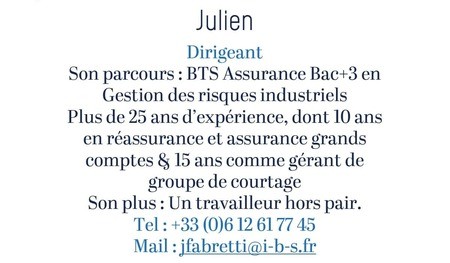 Julien
Dirigeant
Son parcours : BTS Assurance Bac+3 en
Gestion des risques industriels
Plus de 25 ans d’expérience, dont 10 ans
en réassurance et assurance grands
comptes & 15 ans comme gérant de
groupe de courtage
Son plus : Un travailleur hors pair.
Tel : +33 (0)6 12 61 77 45
Mail : jfabretti@i-b-s.fr